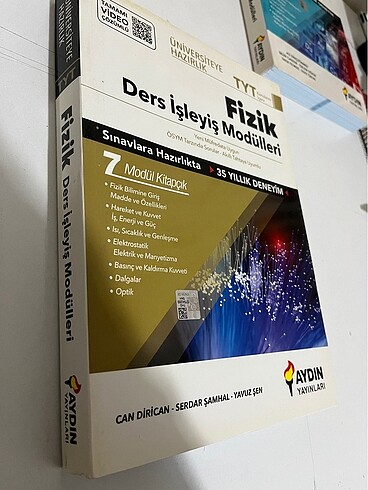 TAMAMI
VİDEO
ÇÖZÜMLÜ
ÜNİVERSİTEYE
HAZIRLIK
TYT
Fizik
Ders İşleyiş Modülleri
Yeni Müfredata Uygun
ÖSYM Tarzında Sorular - Akıllı Tahtaya Uyumlu
Sınavlara Hazırlıkta
35 YILLIK DENEYİM
7 Modül Kitapçık
• Fizik Bilimine Giriş
Madde ve Özellikleri
• Hareket ve Kuvvet
İş, Enerji ve Güç
• Isı, Sıcaklık ve Genleşme
• Elektrostatik
Elektrik ve Manyetizma
• Basınç ve Kaldırma Kuvveti
• Dalgalar
• Optik
CAN DİRİCAN - SERDAR ŞAMHAL - YAVUZ ŞEN
AYDIN
YAYINLARI
TYT
Fizik
Ders İşleyiş Modülleri
AYDIN
YAYINLARI
Modülleri
AYDIN